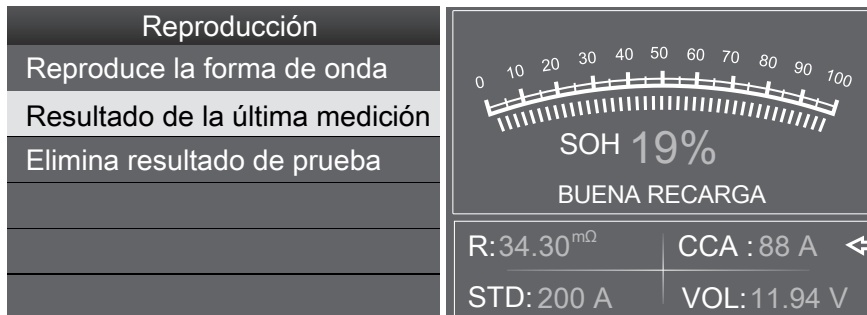 Reproducción
Reproduce la forma de onda
Resultado de la última medición
Elimina resultado de prueba
0 10 20 30 40 50 60 70 80 90 100
SOH 19%
BUENA RECARGA
R:34.30mΩ CCA :88 A
STD:200 A VOL:11.94 V